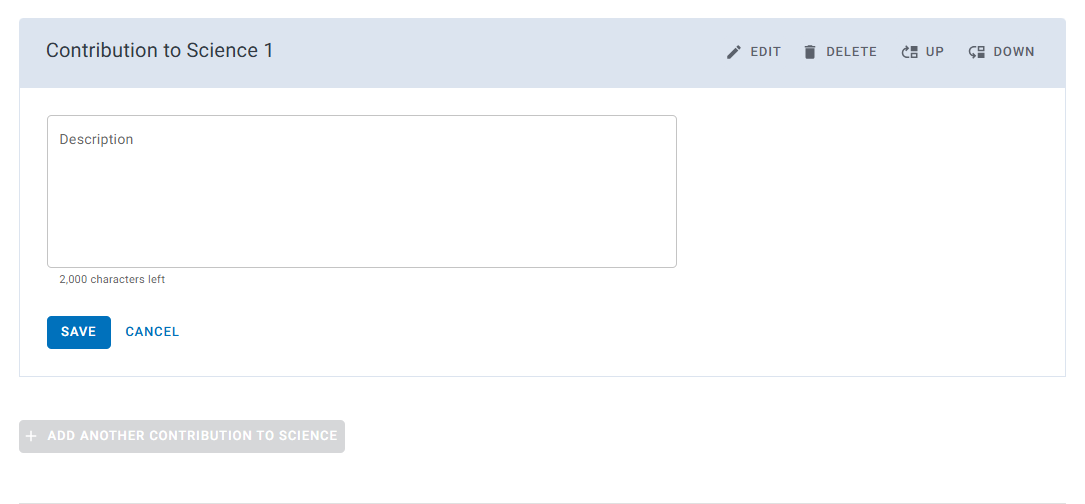 Contribution to Science 1 EDIT DELETE UP DOWN
Description
2,000 characters left
SAVE CANCEL
+ ADD ANOTHER CONTRIBUTION TO SCIENCE